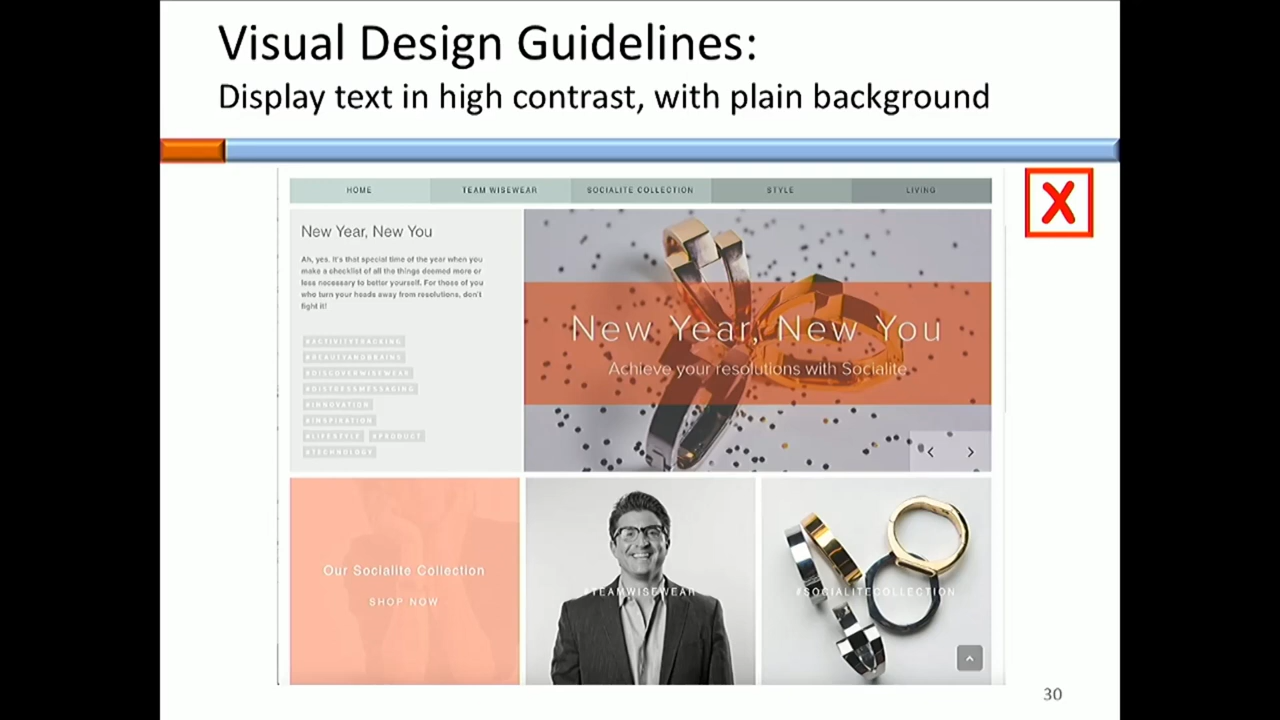 Visual Design Guidelines:
Display text in high contrast, with plain background
X
HOME TEAM WISEWEAR SOCIALITE COLLECTION STYLE LIVING
New Year, New You
Ah, yes. It's that special time of the year when you
make a checklist of all the things deemed more or
less necessary to better yourself. For those of you
who turn your heads away from resolutions, don't
fight it!
#ACTIVITYTRACKING
#BEAUTYANDBRAINS
#DISCOVERWISEWEAR
#DISTRESSMESSAGING
#INNOVATION
#INSPIRATION
#LIFESTYLE #PRODUCT
#TECHNOLOGY
New Year, New You
Achieve your resolutions with Socialite
Our Socialite Collection
SHOP NOW
#TEAMWISEWEAR
#SOCIALITECOLLECTION
30